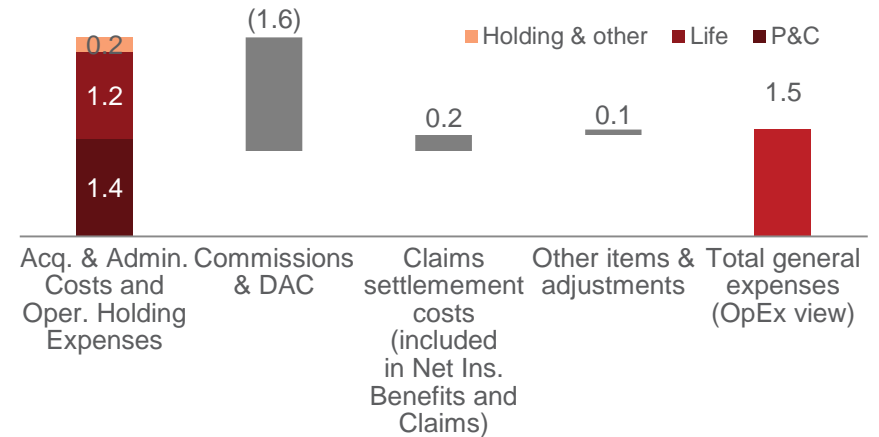 (1.6)
Holding & other
Life
P&C
0.2
1.2
1.4
0.2
0.1
1.5
Acq. & Admin.
Costs and
Oper. Holding
Expenses
Commissions
& DAC
Claims
settlemement
costs
(included
in Net Ins.
Benefits and
Claims)
Other items &
adjustments
Total general
expenses
(OpEx view)